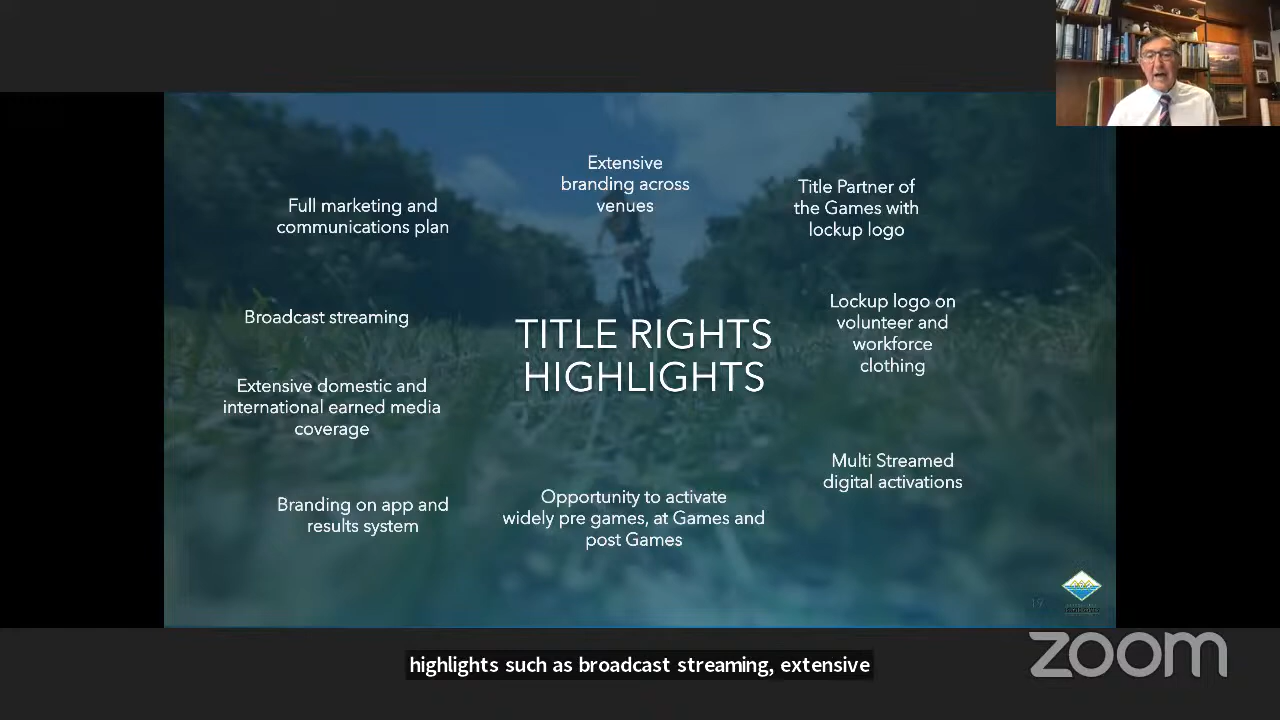 Extensive
branding across
venues
Title Partner of
the Games with
lockup logo
Full marketing and
communications plan
Lockup logo on
volunteer and
workforce
clothing
Broadcast streaming
TITLE RIGHTS
HIGHLIGHTS
Extensive domestic and
international earned media
coverage
Multi Streamed
digital activations
Branding on app and
results system
Opportunity to activate
widely pre games, at Games and
post Games
19
highlights such as broadcast streaming, extensive
zoom